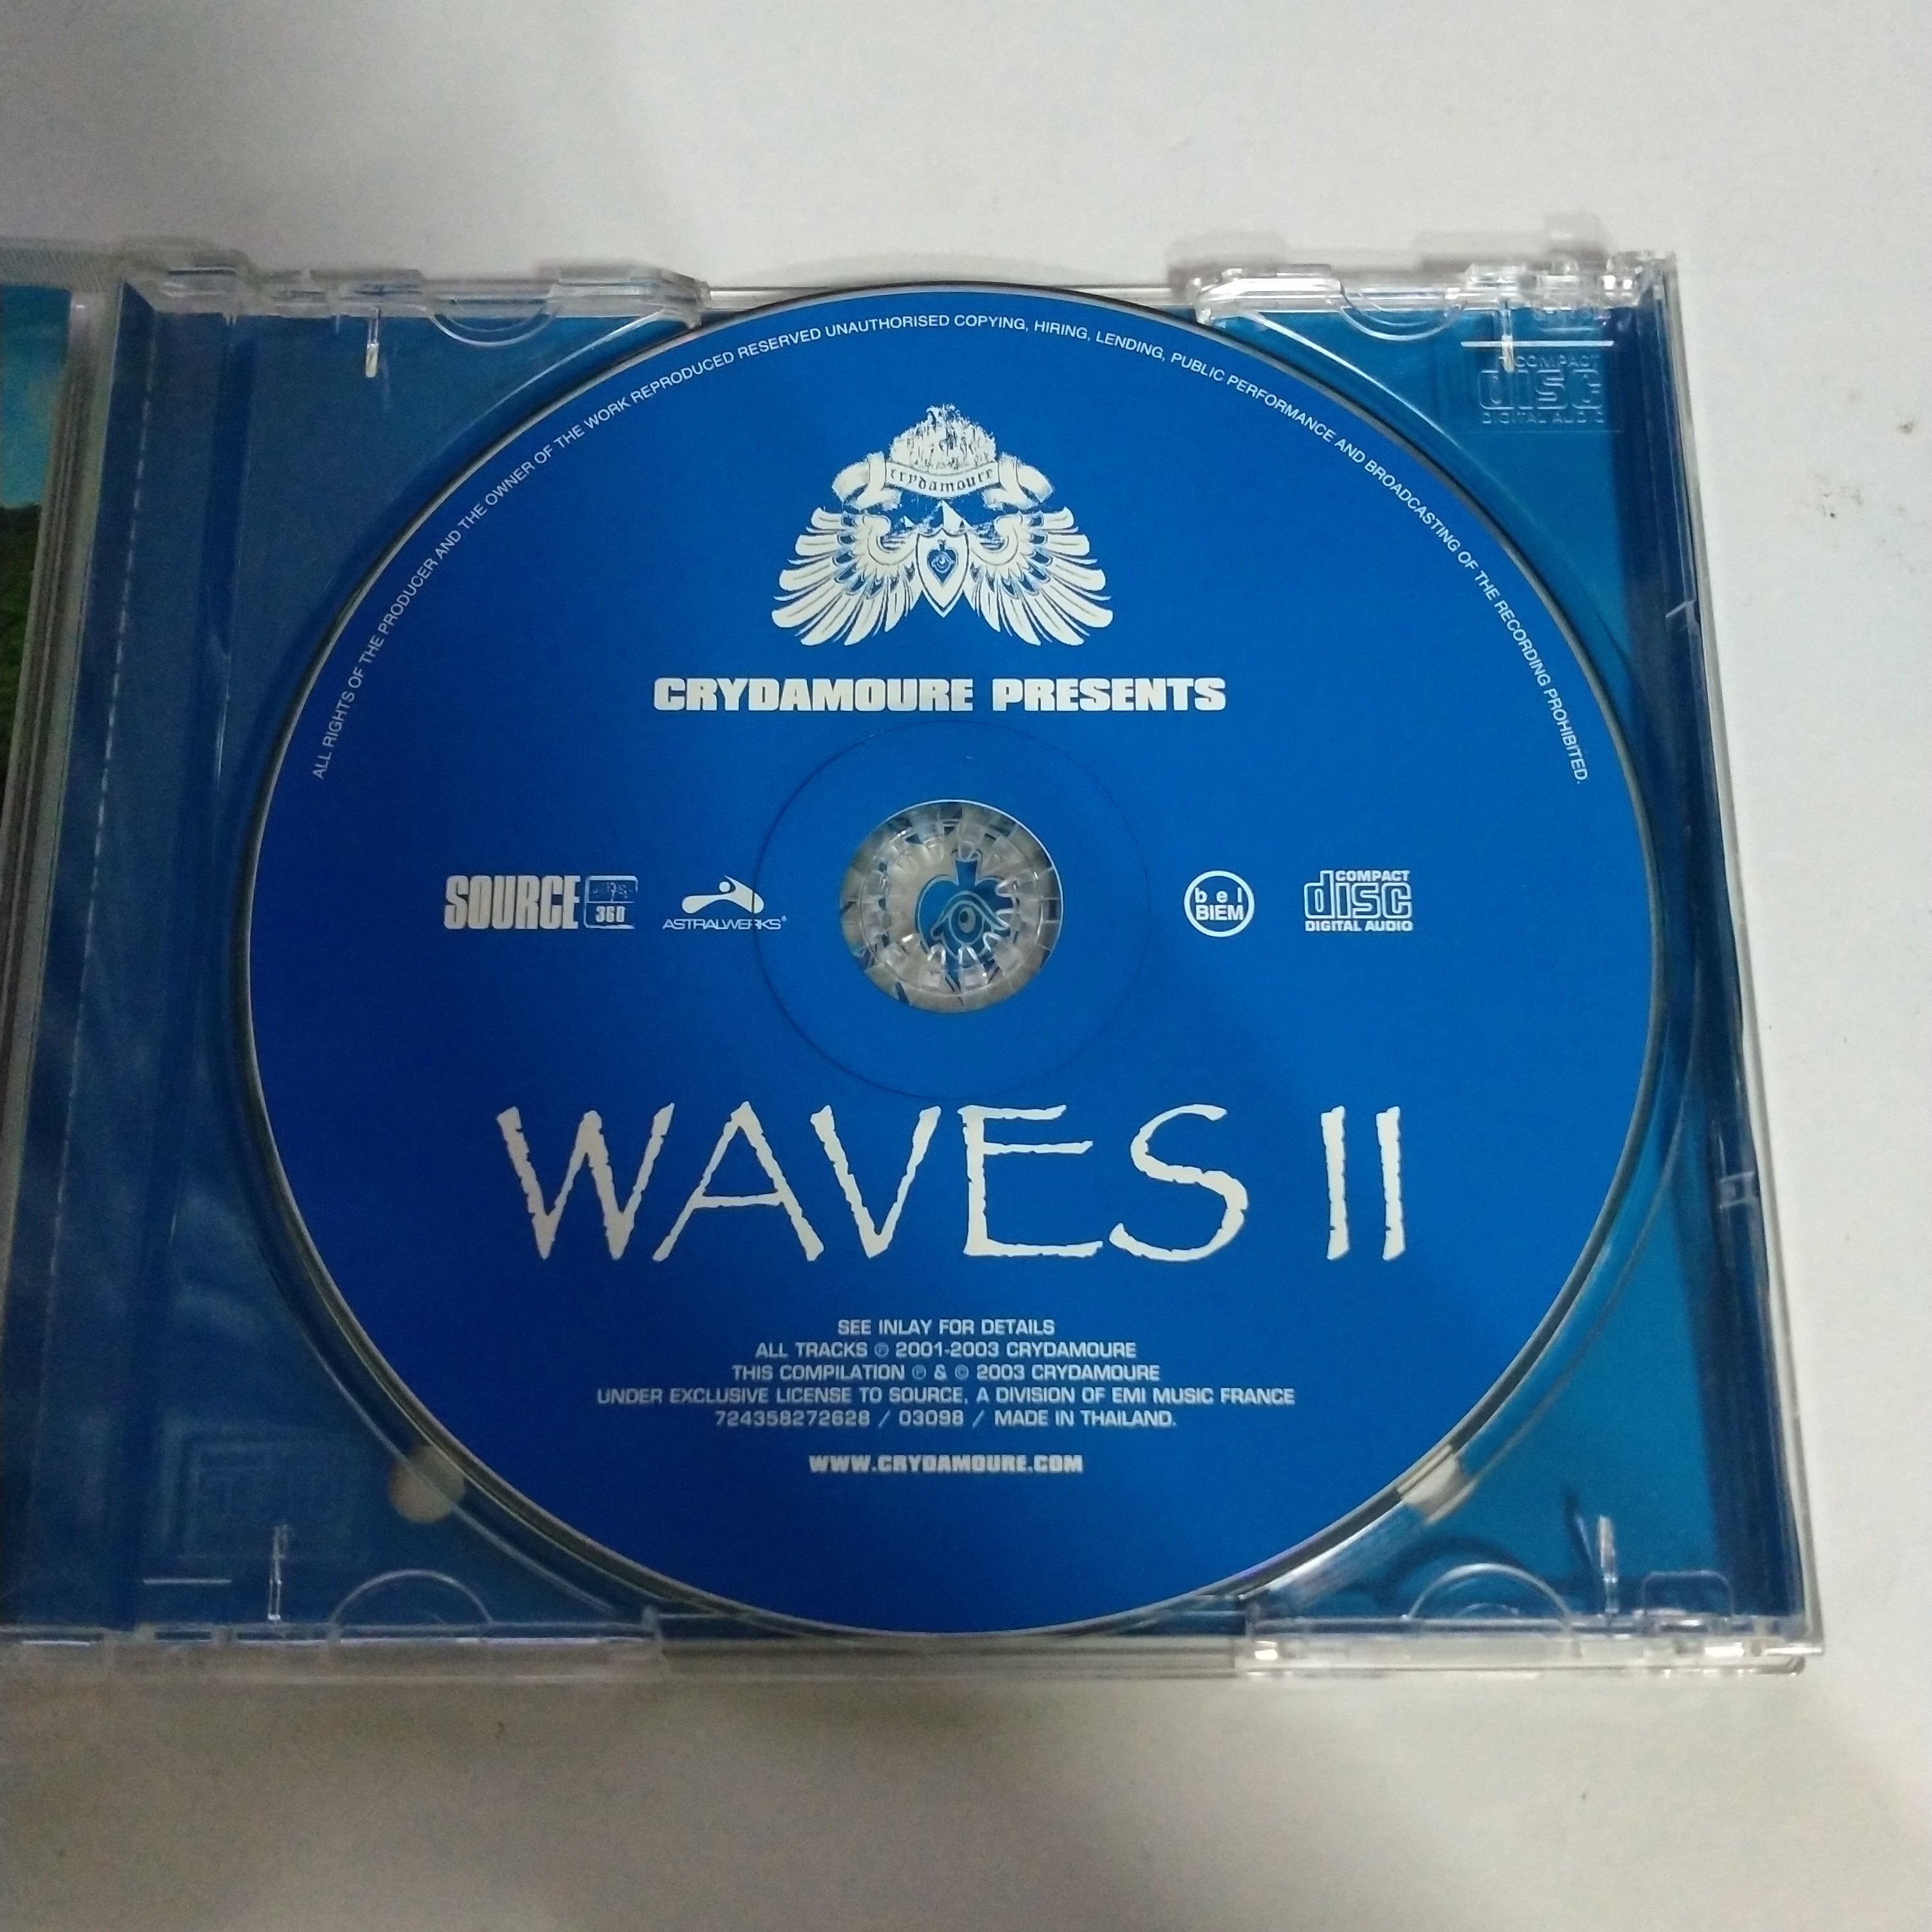 ALL RIGHTS OF THE PRODUCER AND THE OWNER OF THE WORK REPRODUCED RESERVED UNAUTHORISED COPYING, HIRING, LENDING, PUBLIC PERFORMANCE AND BROADCASTING OF THE RECORDING PROHIBITED.
COMPACT
disc
DIGITAL AUDIO
crydamoure
CRYDAMOURE PRESENTS
SOURCE
360
ASTRALWERKS®
bel
BIEM
COMPACT
disc
DIGITAL AUDIO
WAVES II
SEE INLAY FOR DETAILS
ALL TRACKS ℗ 2001-2003 CRYDAMOURE
THIS COMPILATION ℗ & © 2003 CRYDAMOURE
UNDER EXCLUSIVE LICENSE TO SOURCE, A DIVISION OF EMI MUSIC FRANCE
724358272628 / 03098 / MADE IN THAILAND.
WWW.CRYDAMOURE.COM